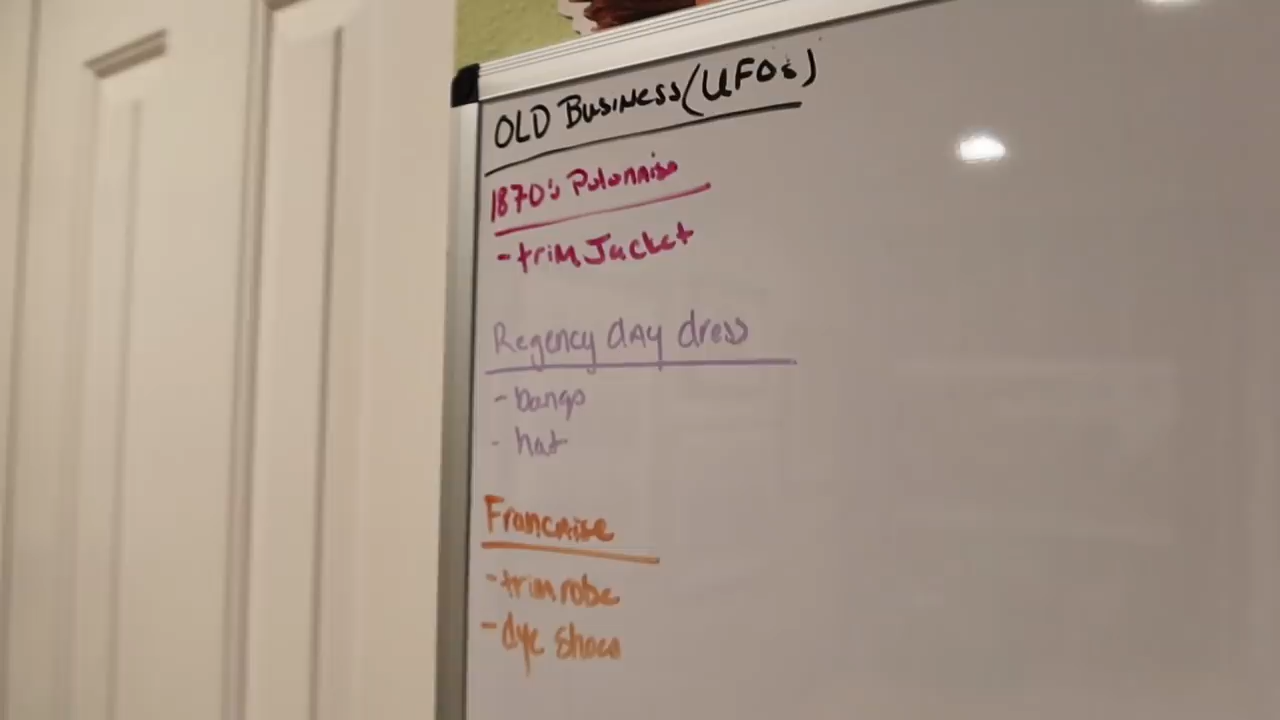 OLD BUSINESS (UFOs)
1870's Polonaise
- trim Jacket
Regency day dress
- bangs
- hat
Francaise
- trim robe
- dye shoes